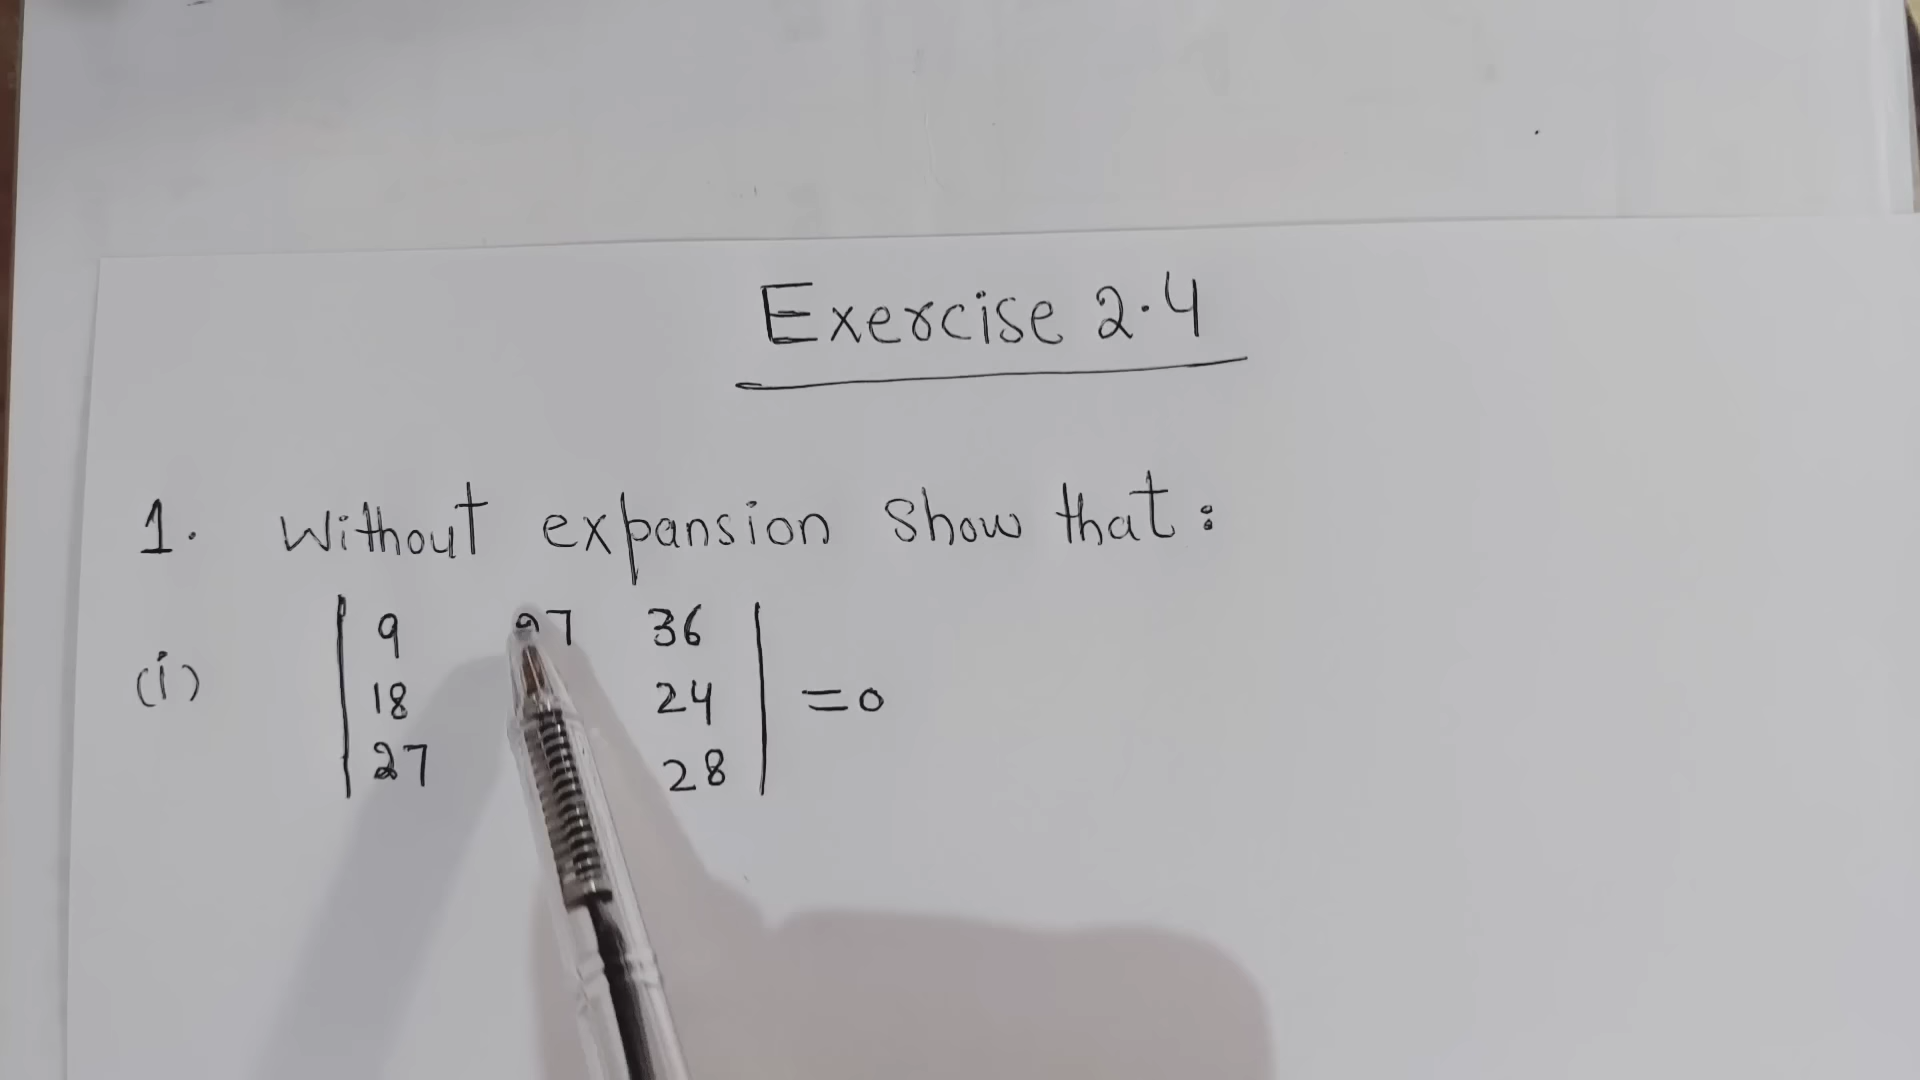 Exercise 2.4
1. Without expansion show that:
(i) | 9 36 |
| 18 24 | =0
| 27 28 |